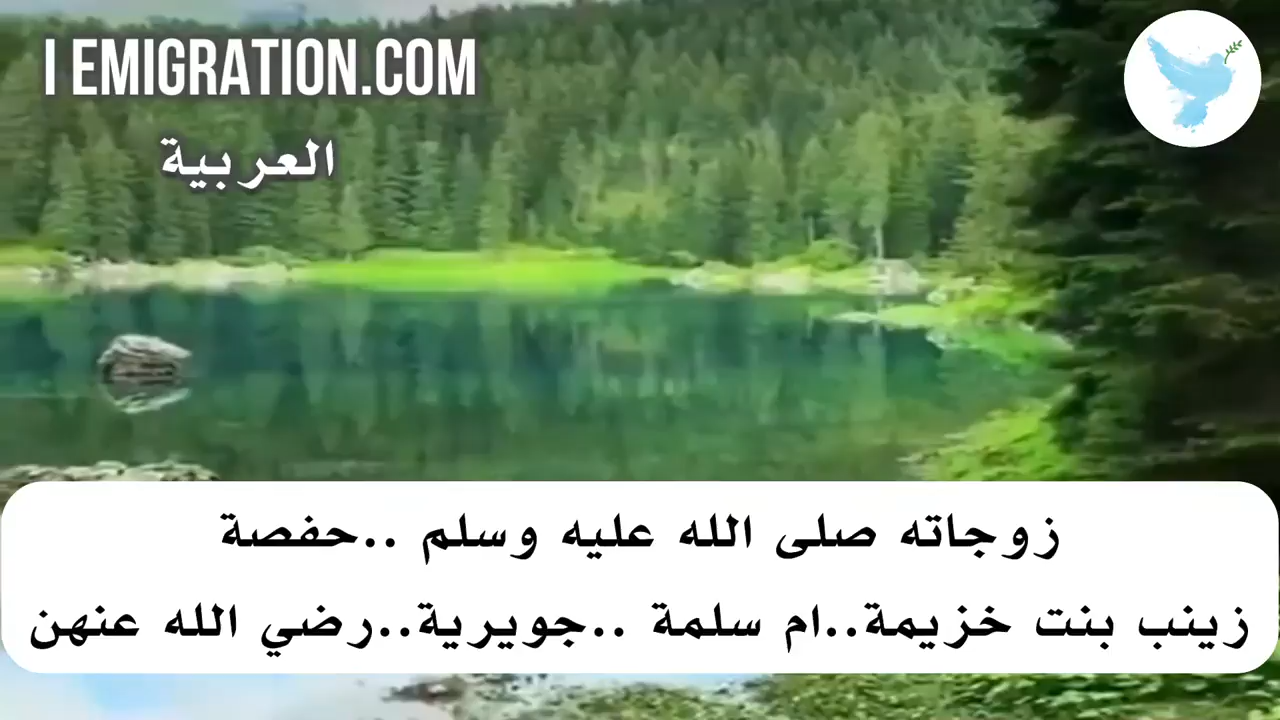 I EMIGRATION.COM
العربية
زوجاته صلى الله عليه وسلم ..حفصة
زينب بنت خزيمة..ام سلمة ..جويرية..رضي الله عنهن